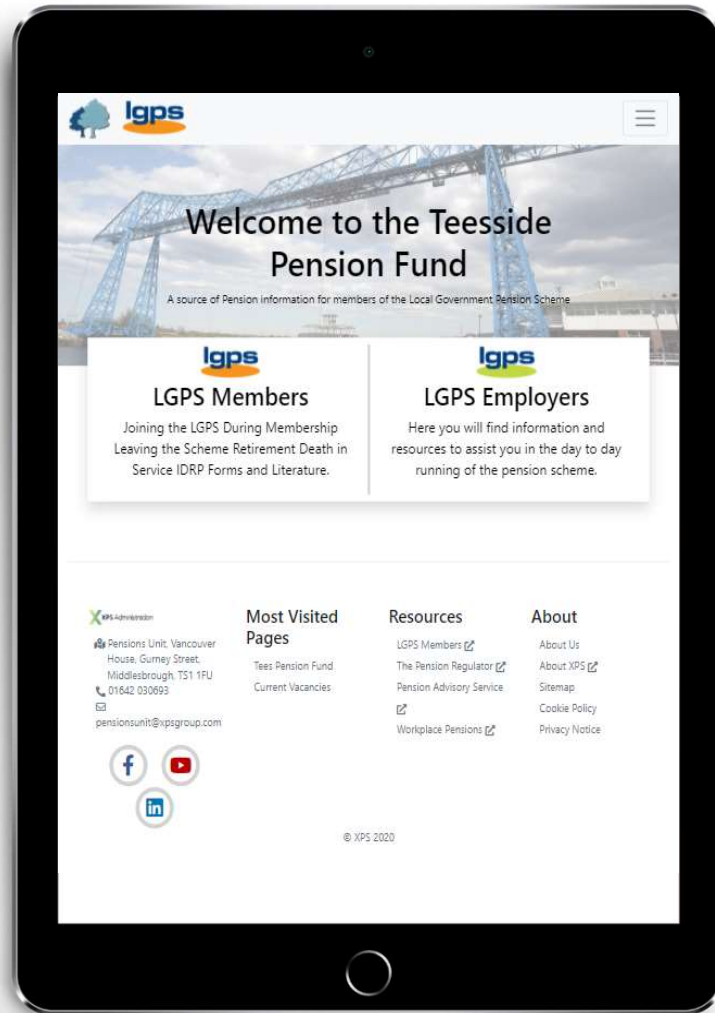 lgps
Welcome to the Teesside
Pension Fund
A source of Pension information for members of the Local Government Pension Scheme
lgps
LGPS Members
Joining the LGPS During Membership
Leaving the Scheme Retirement Death in
Service IDRP Forms and Literature.
lgps
LGPS Employers
Here you will find information and
resources to assist you in the day to day
running of the pension scheme.
XPS Administration
Pensions Unit, Vancouver
House, Gurney Street,
Middlesbrough, TS1 1FU
01642 030693
pensionsunit@xpsgroup.com
Most Visited
Pages
Tees Pension Fund
Current Vacancies
Resources
LGPS Members
The Pension Regulator
Pension Advisory Service
Workplace Pensions
About
About Us
About XPS
Sitemap
Cookie Policy
Privacy Notice
© XPS 2020